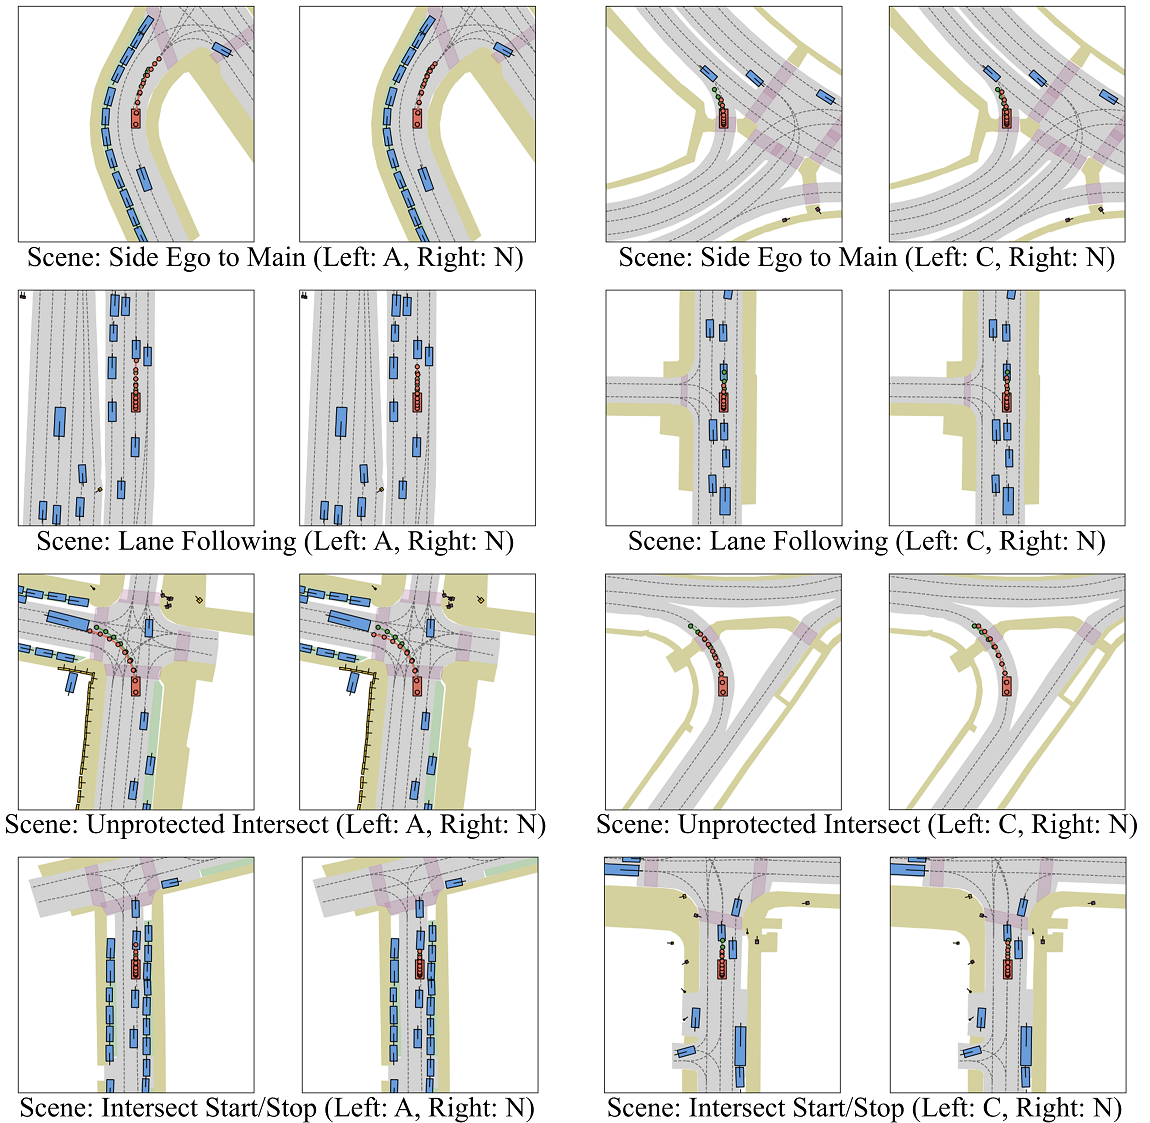 Scene: Side Ego to Main (Left: A, Right: N)
Scene: Side Ego to Main (Left: C, Right: N)
Scene: Lane Following (Left: A, Right: N)
Scene: Lane Following (Left: C, Right: N)
Scene: Unprotected Intersect (Left: A, Right: N)
Scene: Unprotected Intersect (Left: C, Right: N)
Scene: Intersect Start/Stop (Left: A, Right: N)
Scene: Intersect Start/Stop (Left: C, Right: N)